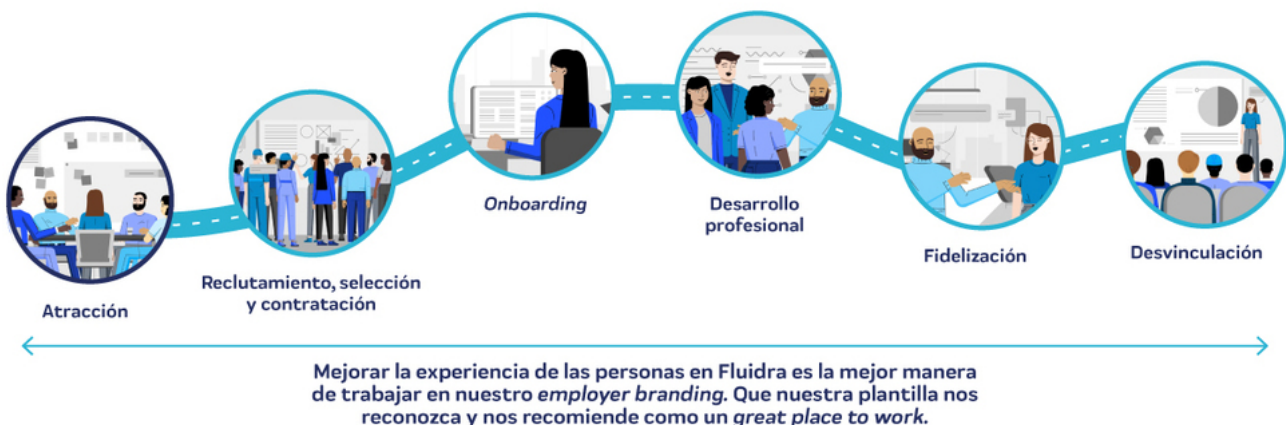 Atracción
Reclutamiento, selección
y contratación
Onboarding
Desarrollo
profesional
Fidelización
Desvinculación
Mejorar la experiencia de las personas en Fluidra es la mejor manera
de trabajar en nuestro employer branding. Que nuestra plantilla nos
reconozca y nos recomiende como un great place to work.